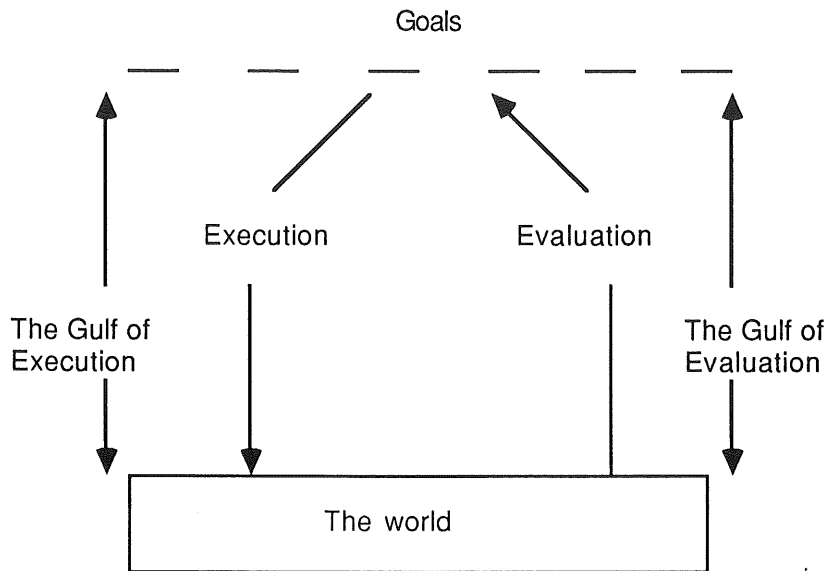 Goals
Execution
Evaluation
The Gulf of
Execution
The Gulf of
Evaluation
The world